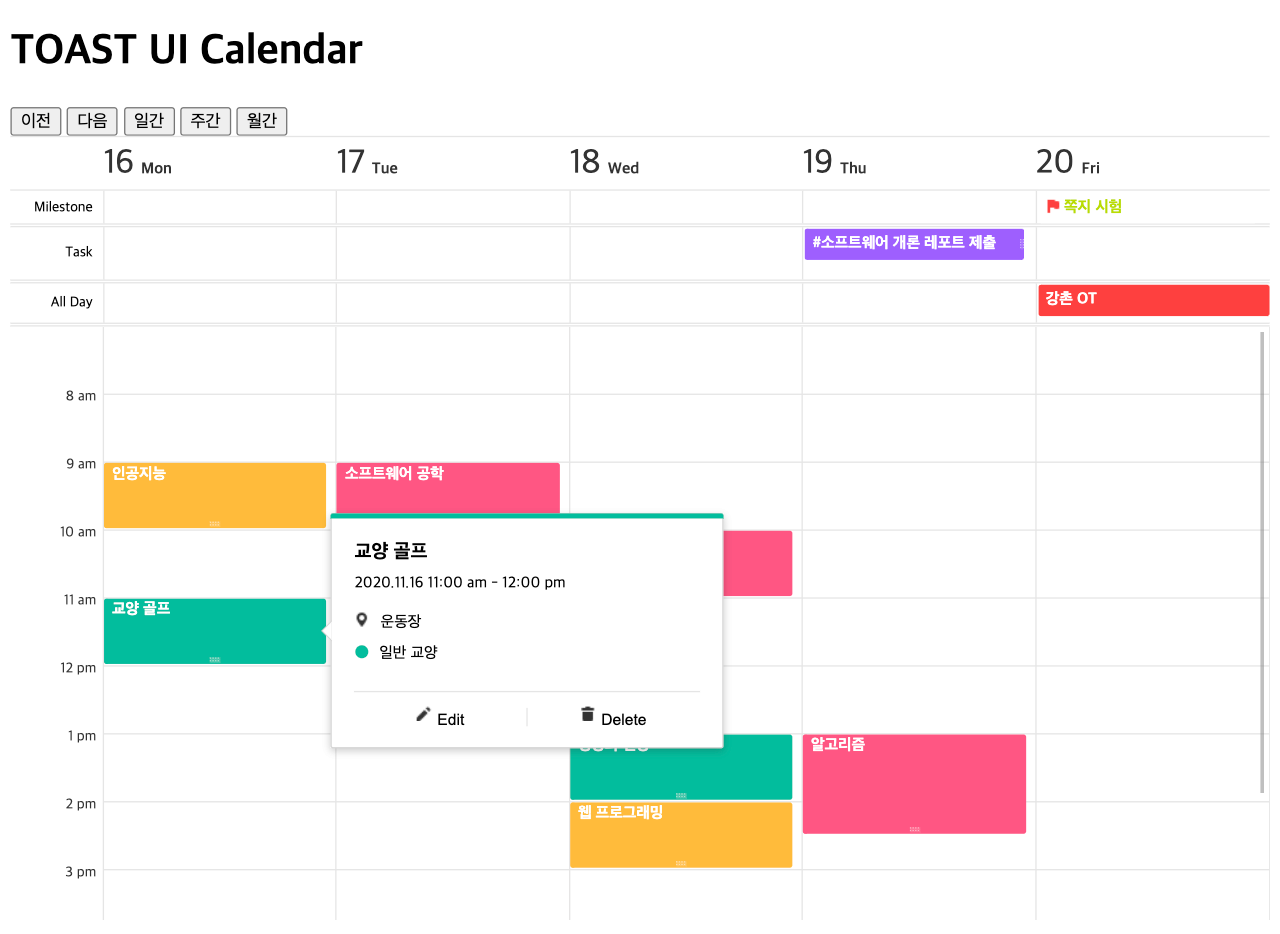 TOAST UI Calendar
이전 다음 일간 주간 월간
16 Mon 17 Tue 18 Wed 19 Thu 20 Fri
Milestone 쪽지 시험
Task #소프트웨어 개론 레포트 제출
All Day 강촌 OT
8 am
9 am 인공지능 소프트웨어 공학
10 am
교양 골프
2020.11.16 11:00 am - 12:00 pm
11 am 교양 골프
운동장
일반 교양
12 pm
Edit Delete
1 pm 알고리즘
2 pm 웹 프로그래밍
3 pm